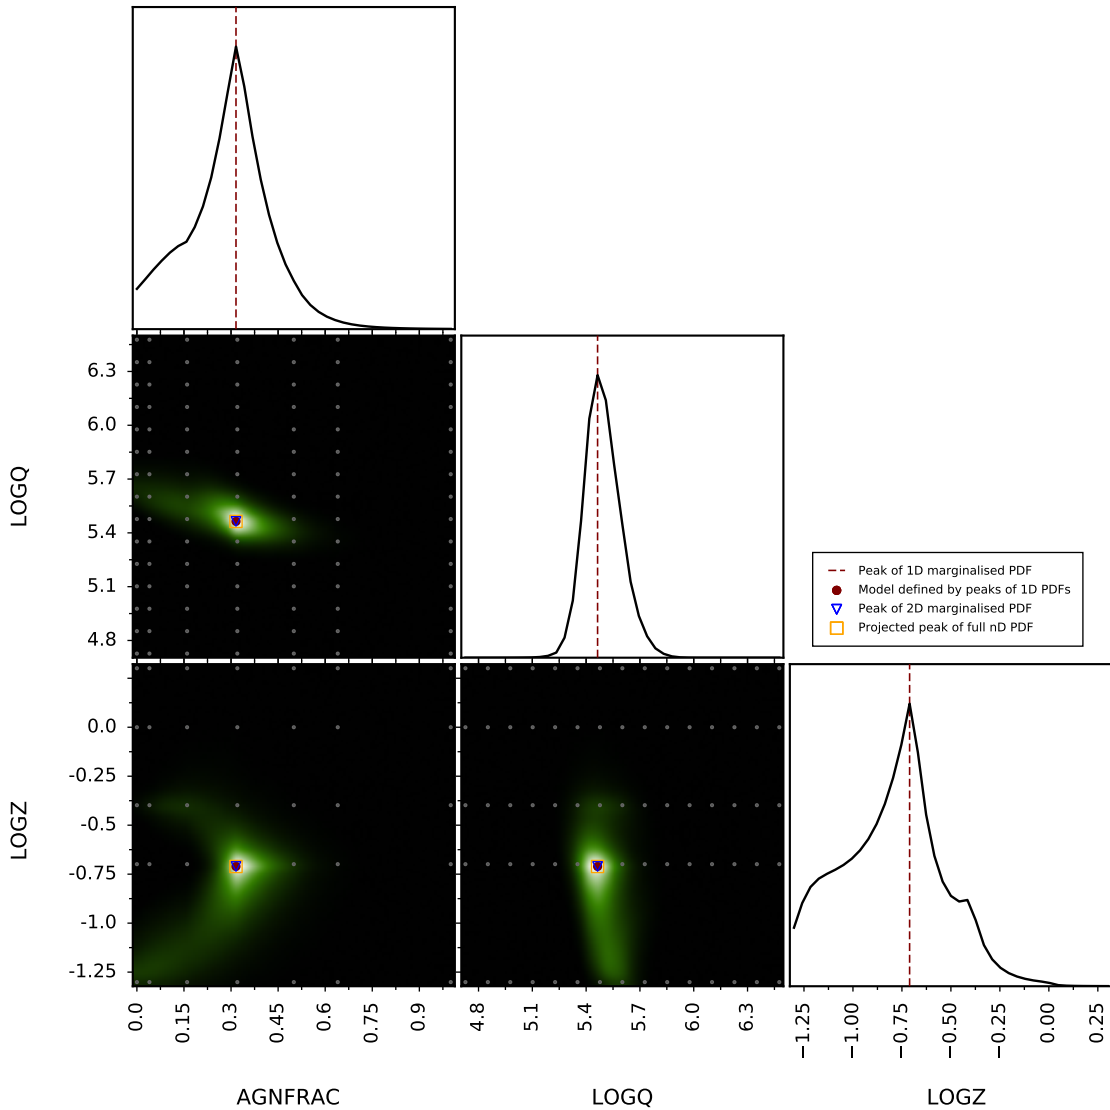 LOGQ
6.3
6.0
5.7
5.4
5.1
4.8
Peak of 1D marginalised PDF
Model defined by peaks of 1D PDFs
Peak of 2D marginalised PDF
Projected peak of full nD PDF
LOGZ
0.0
-0.25
-0.5
-0.75
-1.0
-1.25
0.0 0.15 0.3 0.45 0.6 0.75 0.9
4.8 5.1 5.4 5.7 6.0 6.3
−1.25 −1.00 −0.75 −0.50 −0.25 0.00 0.25
AGNFRAC LOGQ LOGZ